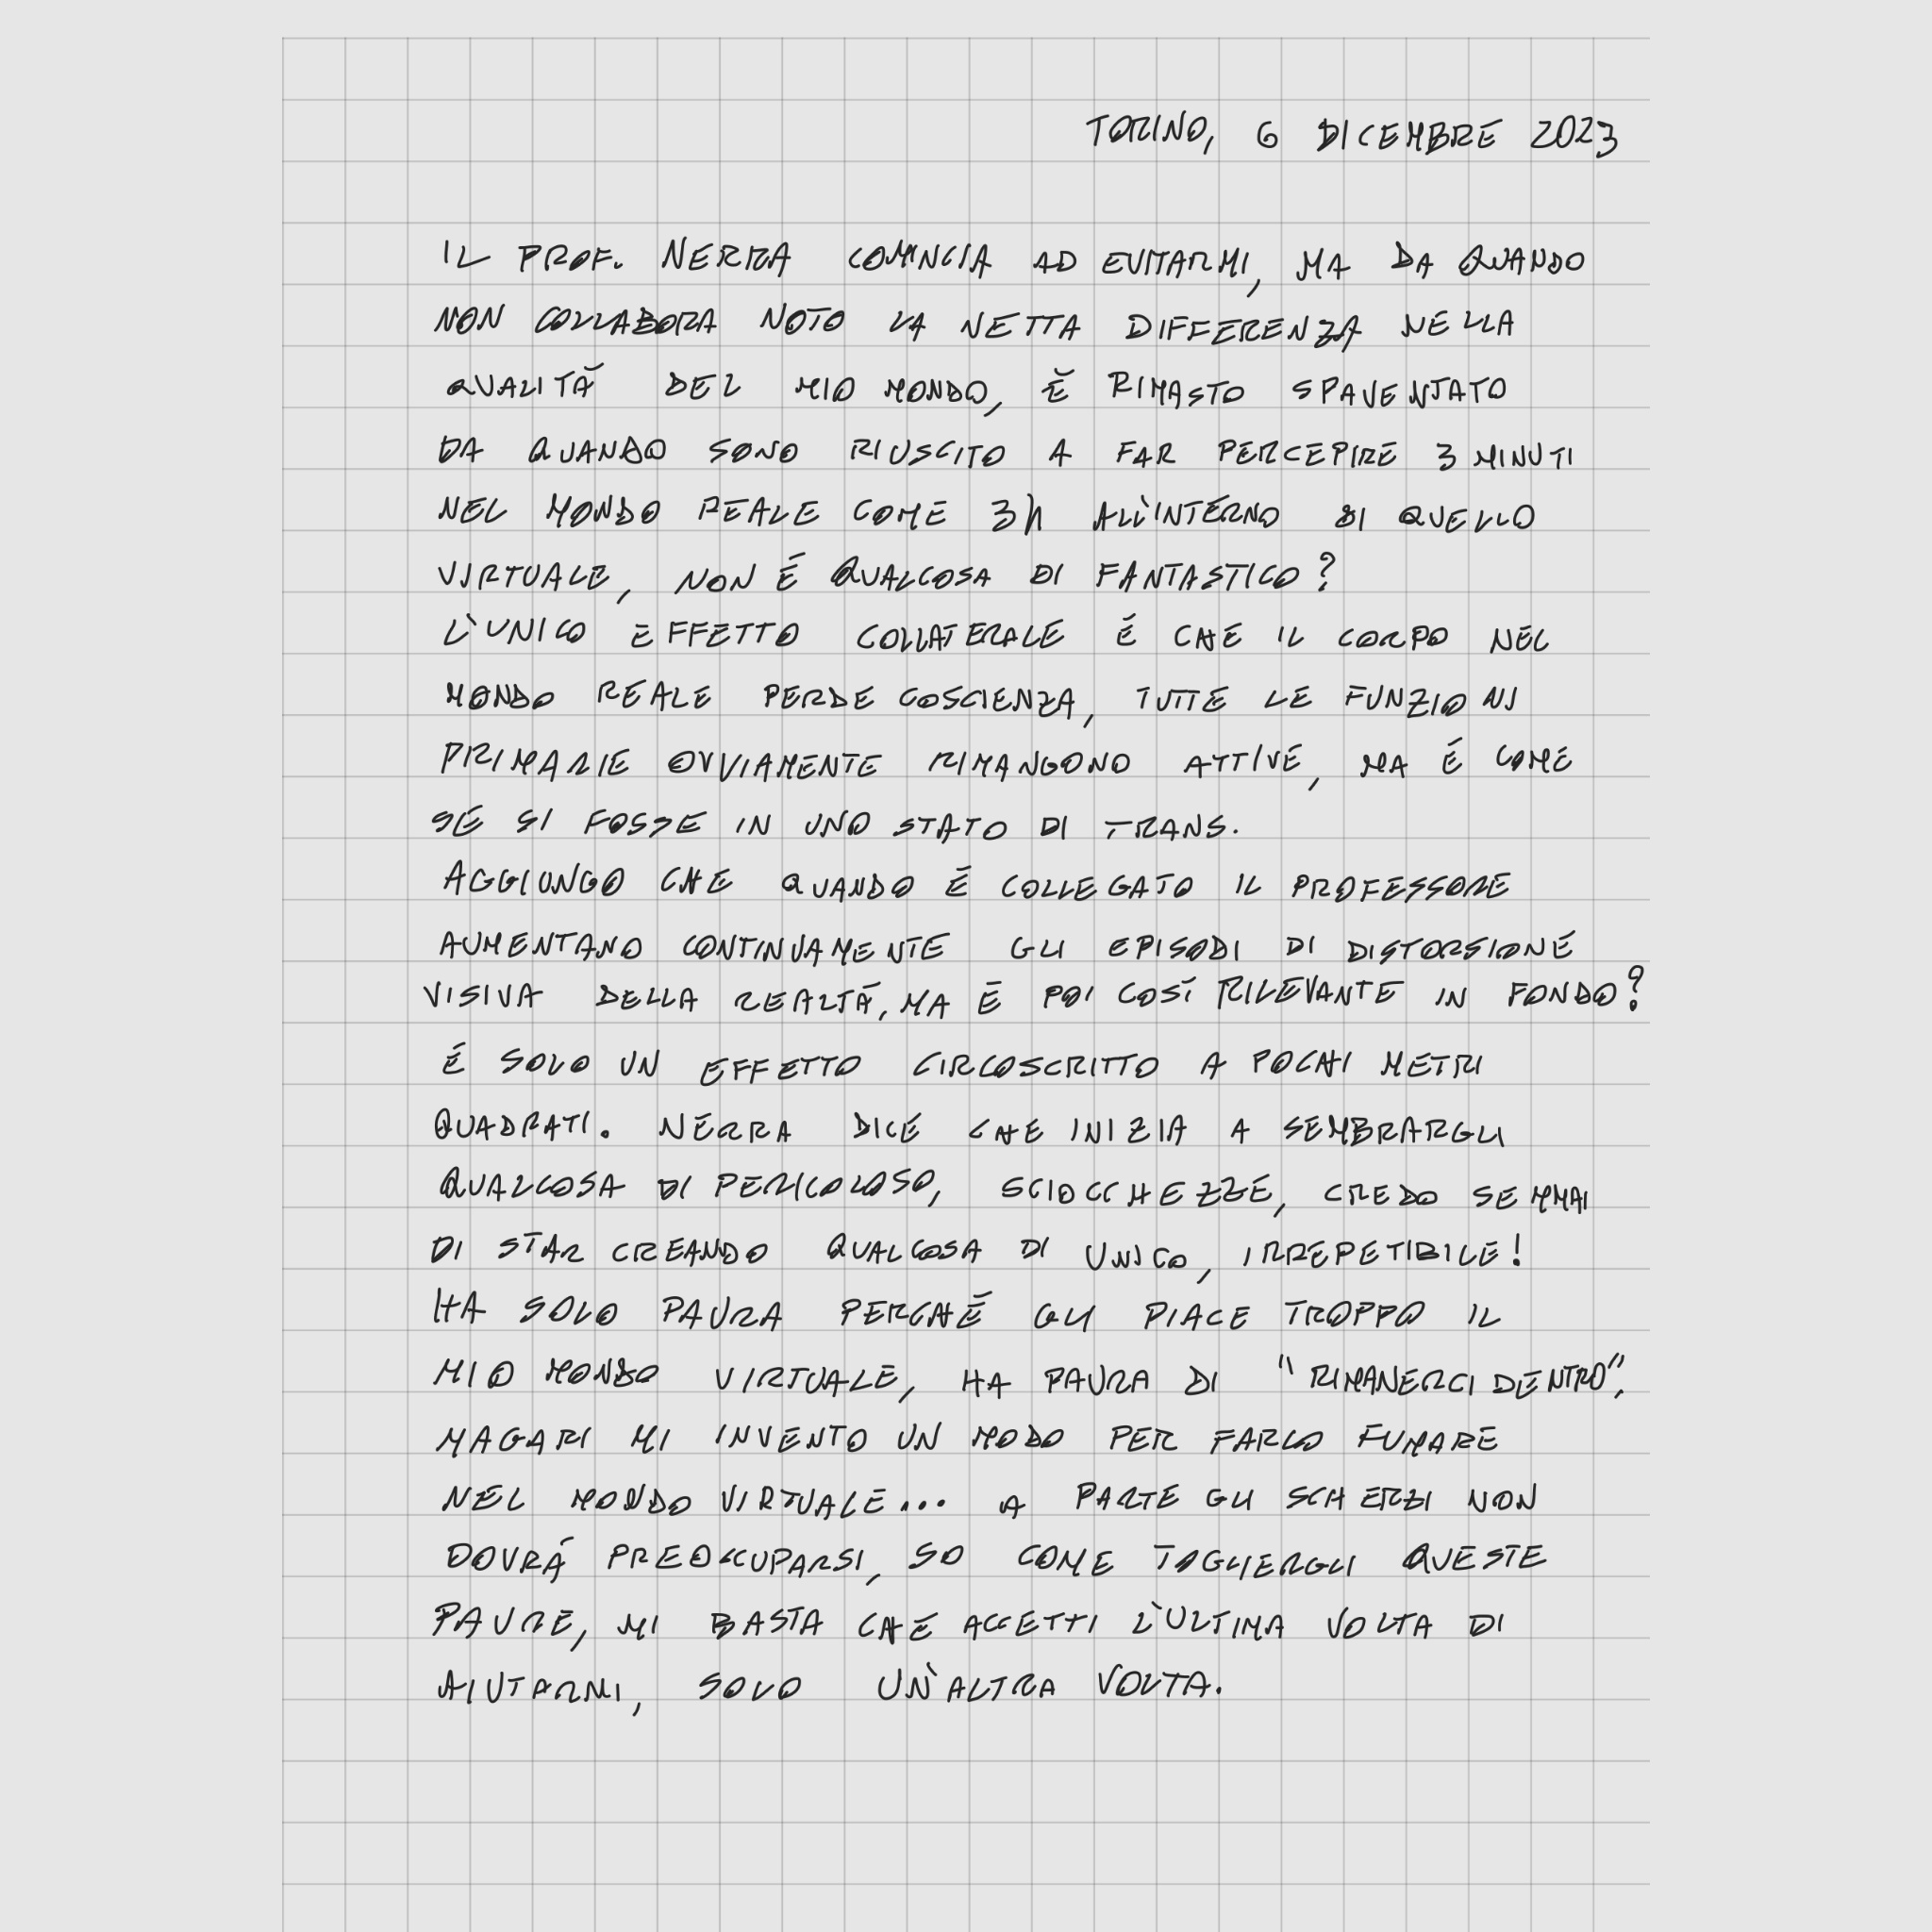 TORINO, 6 DICEMBRE 2023
IL PROF. NERRA COMINCIA AD EVITARMI, MA DA QUANDO
NON COLLABORA NOTO LA NETTA DIFFERENZA NELLA
QUALITÀ DEL MIO MONDO, È RIMASTO SPAVENTATO
DA QUANDO SONO RIUSCITO A FAR PERCEPIRE 3 MINUTI
NEL MONDO REALE COME 3h ALL'INTERNO DI QUELLO
VIRTUALE, NON É QUALCOSA DI FANTASTICO?
L'UNICO EFFETTO COLLATERALE É CHE IL CORPO NEL
MONDO REALE PERDE COSCIENZA, TUTTE LE FUNZIONI
PRIMARIE OVVIAMENTE RIMANGONO ATTIVE, MA É COME
SE SI FOSSE IN UNO STATO DI TRANS.
AGGIUNGO CHE QUANDO É COLLEGATO IL PROFESSORE
AUMENTANO CONTINUAMENTE GLI EPISODI DI DISTORSIONE
VISIVA DELLA REALTÁ, MA É POI COSÍ RILEVANTE IN FONDO?
É SOLO UN EFFETTO CIRCOSCRITTO A POCHI METRI
QUADRATI. NERRA DICE CHE INIZIA A SEMBRARGLI
QUALCOSA DI PERICOLOSO, SCIOCCHEZZE, CREDO SEMMAI
DI STAR CREANDO QUALCOSA DI UNICO, IRREPETIBILE!
HA SOLO PAURA PERCHÉ GLI PIACE TROPPO IL
MIO MONDO VIRTUALE, HA PAURA DI "RIMANERCI DENTRO",
MAGARI MI INVENTO UN MODO PER FARLO FUMARE
NEL MONDO VIRTUALE... A PARTE GLI SCHERZI NON
DOVRÁ PREOCCUPARSI, SO COME TOGLIERGLI QUESTE
PAURE, MI BASTA CHE ACCETTI L'ULTIMA VOLTA DI
AIUTARMI, SOLO UN'ALTRA VOLTA.